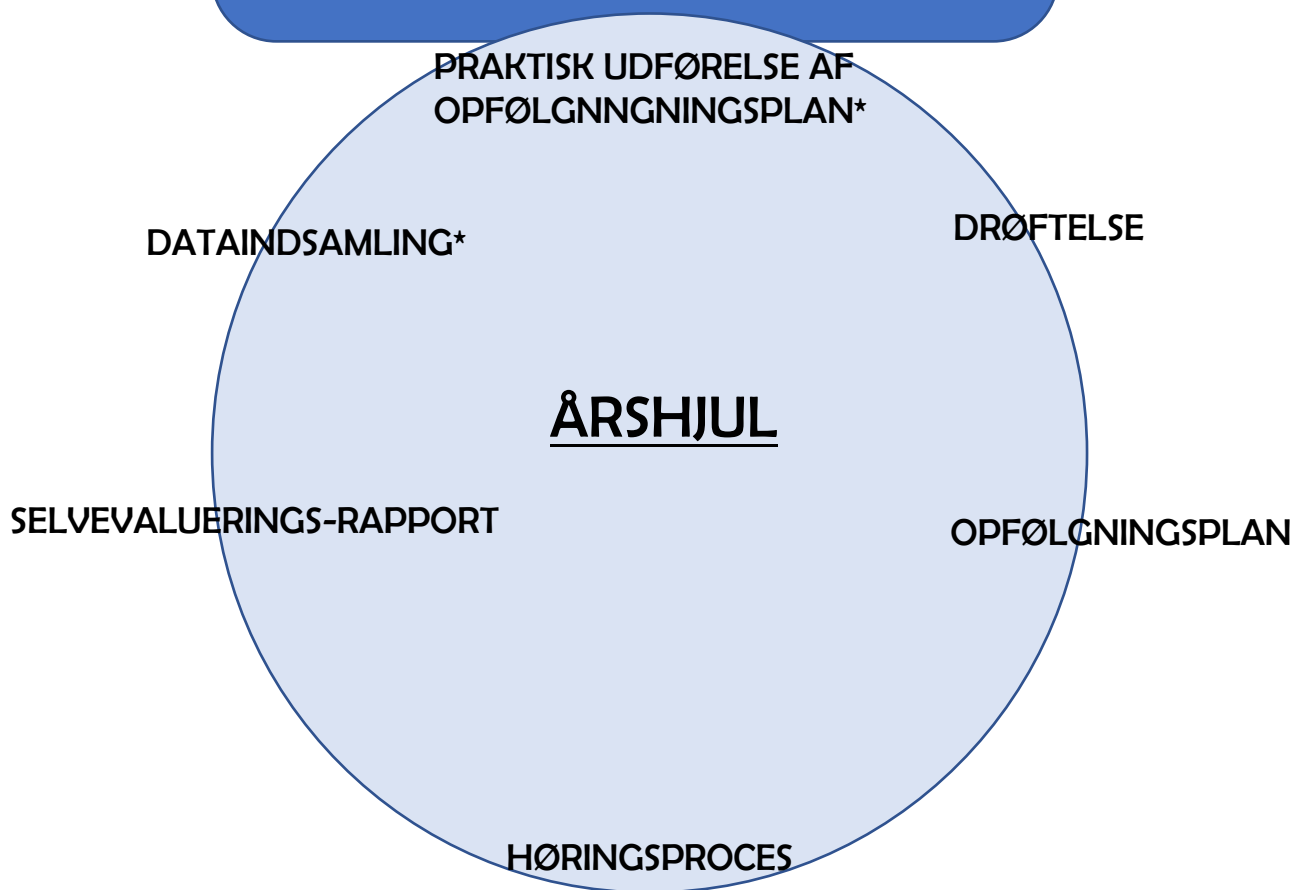 PRAKTISK UDFØRELSE AF
OPFØLGNNGNINGSPLAN*
DATAINDSAMLING*
DRØFTELSE
ÅRSHJUL
SELVEVALUERINGS-RAPPORT
OPFØLGNINGSPLAN
HØRINGSPROCES